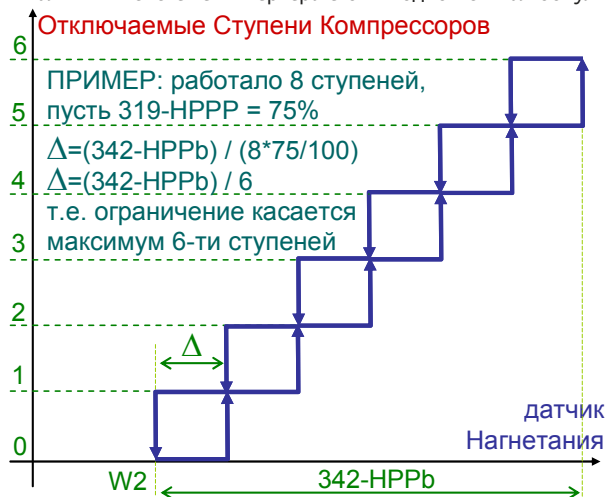 Отключаемые Ступени Компрессоров
6
ПРИМЕР: работало 8 ступеней,
пусть 319-HPPP = 75%
5
Δ=(342-HPPb) / (8*75/100)
Δ=(342-HPPb) / 6
4
т.е. ограничение касается
максимум 6-ти ступеней
3
2
Δ
1
датчик
Нагнетания
0
W2
342-HPPb